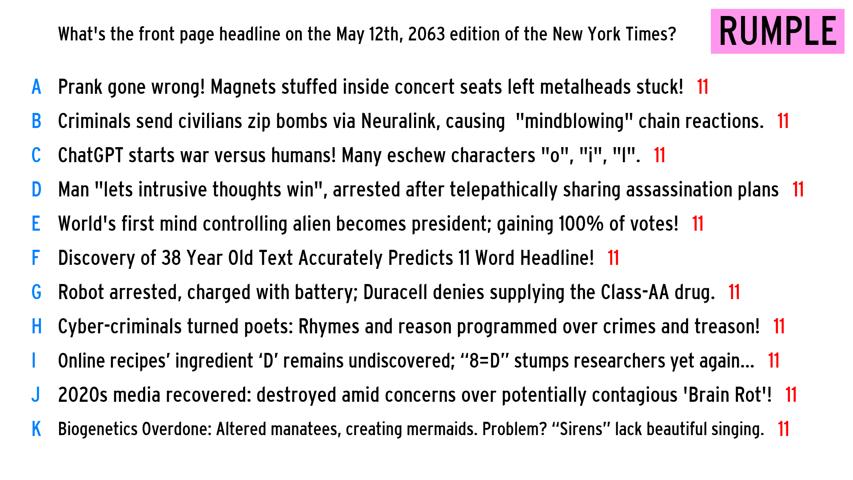 What's the front page headline on the May 12th, 2063 edition of the New York Times?
RUMPLE
A Prank gone wrong! Magnets stuffed inside concert seats left metalheads stuck! 11
B Criminals send civilians zip bombs via Neuralink, causing  "mindblowing" chain reactions. 11
C ChatGPT starts war versus humans! Many eschew characters "o", "i", "l". 11
D Man "lets intrusive thoughts win", arrested after telepathically sharing assassination plans 11
E World's first mind controlling alien becomes president; gaining 100% of votes! 11
F Discovery of 38 Year Old Text Accurately Predicts 11 Word Headline! 11
G Robot arrested, charged with battery; Duracell denies supplying the Class-AA drug. 11
H Cyber-criminals turned poets: Rhymes and reason programmed over crimes and treason! 11
I Online recipes’ ingredient ‘D’ remains undiscovered; “8=D” stumps researchers yet again... 11
J 2020s media recovered: destroyed amid concerns over potentially contagious 'Brain Rot'! 11
K Biogenetics Overdone: Altered manatees, creating mermaids. Problem? “Sirens” lack beautiful singing. 11